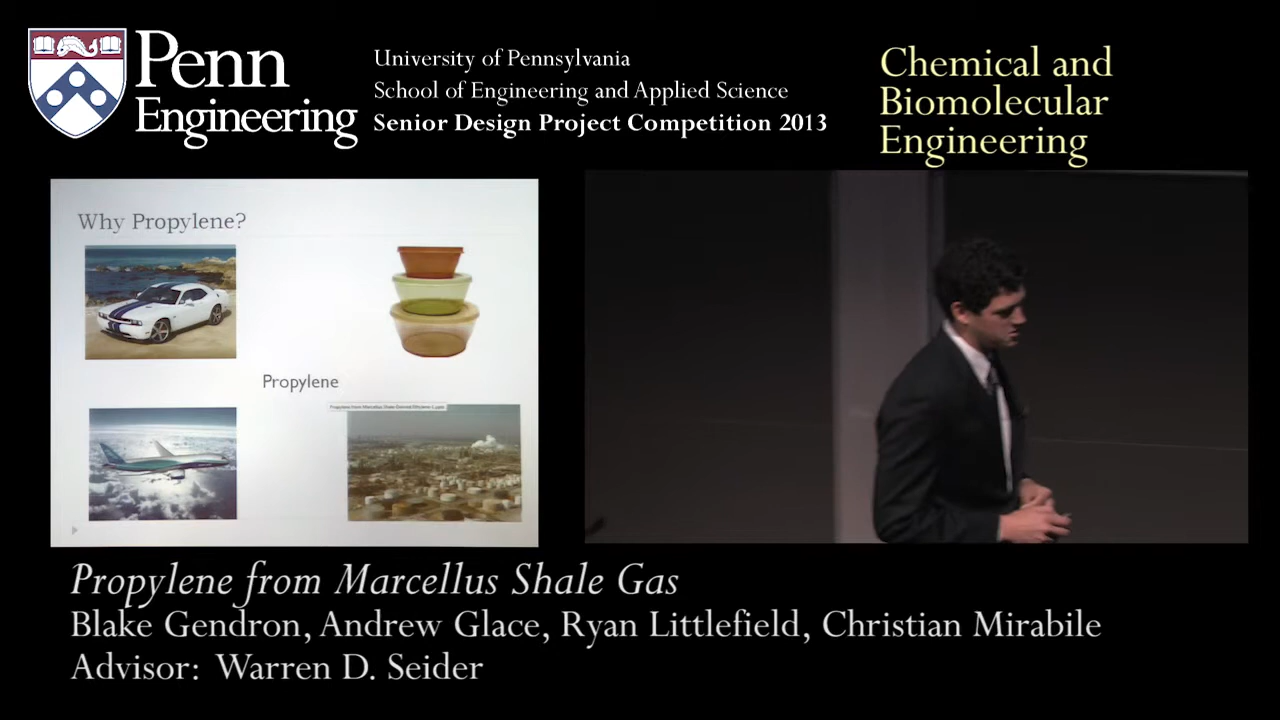 Penn
Engineering
University of Pennsylvania
School of Engineering and Applied Science
Senior Design Project Competition 2013
Chemical and
Biomolecular
Engineering
Why Propylene?
Propylene
Propylene from Marcellus Shale Gas
Blake Gendron, Andrew Glace, Ryan Littlefield, Christian Mirabile
Advisor: Warren D. Seider